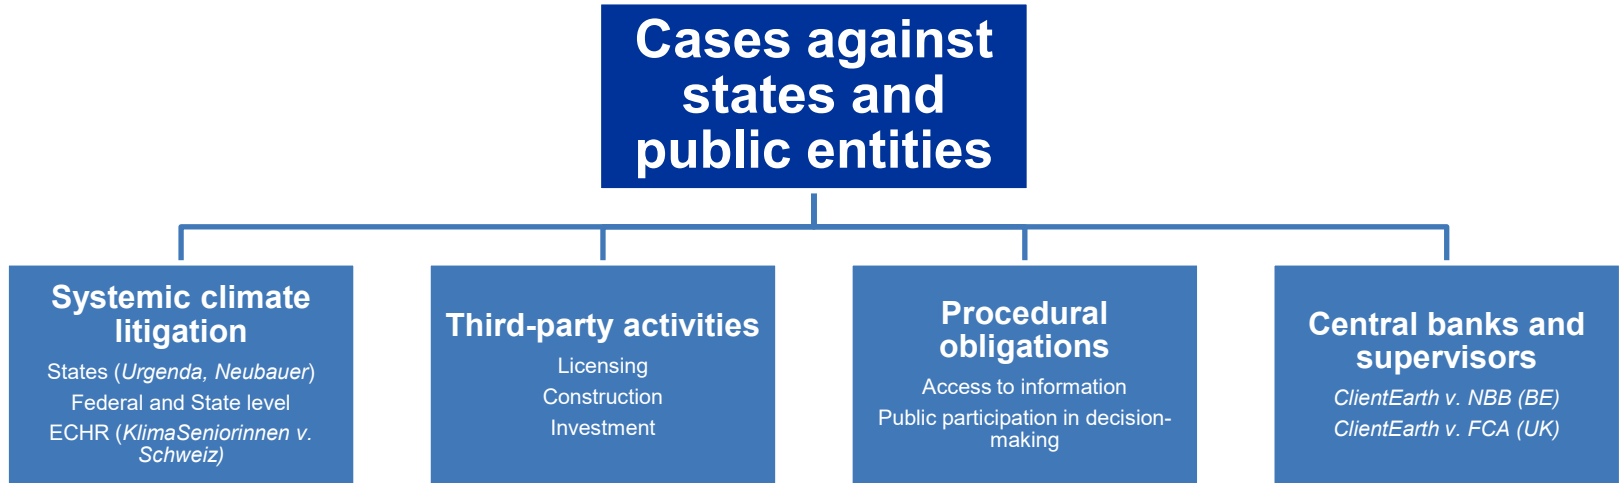 Cases against
states and
public entities
Systemic climate
litigation
States (Urgenda, Neubauer)
Federal and State level
ECHR (KlimaSeniorinnen v.
Schweiz)
Third-party activities
Licensing
Construction
Investment
Procedural
obligations
Access to information
Public participation in decision-
making
Central banks and
supervisors
ClientEarth v. NBB (BE)
ClientEarth v. FCA (UK)